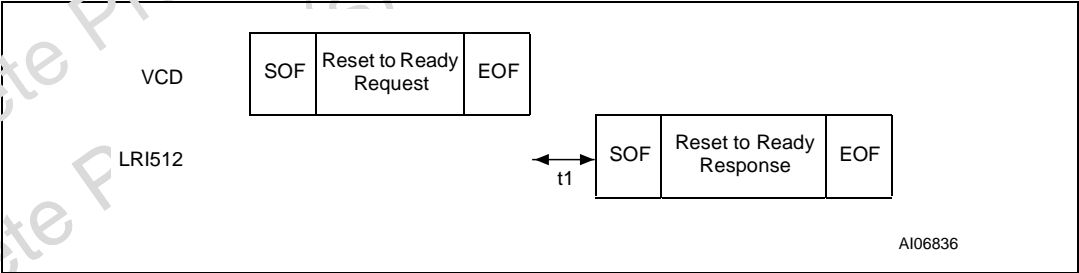 VCD
SOF
Reset to Ready
Request
EOF
LRI512
t1
SOF
Reset to Ready
Response
EOF
AI06836